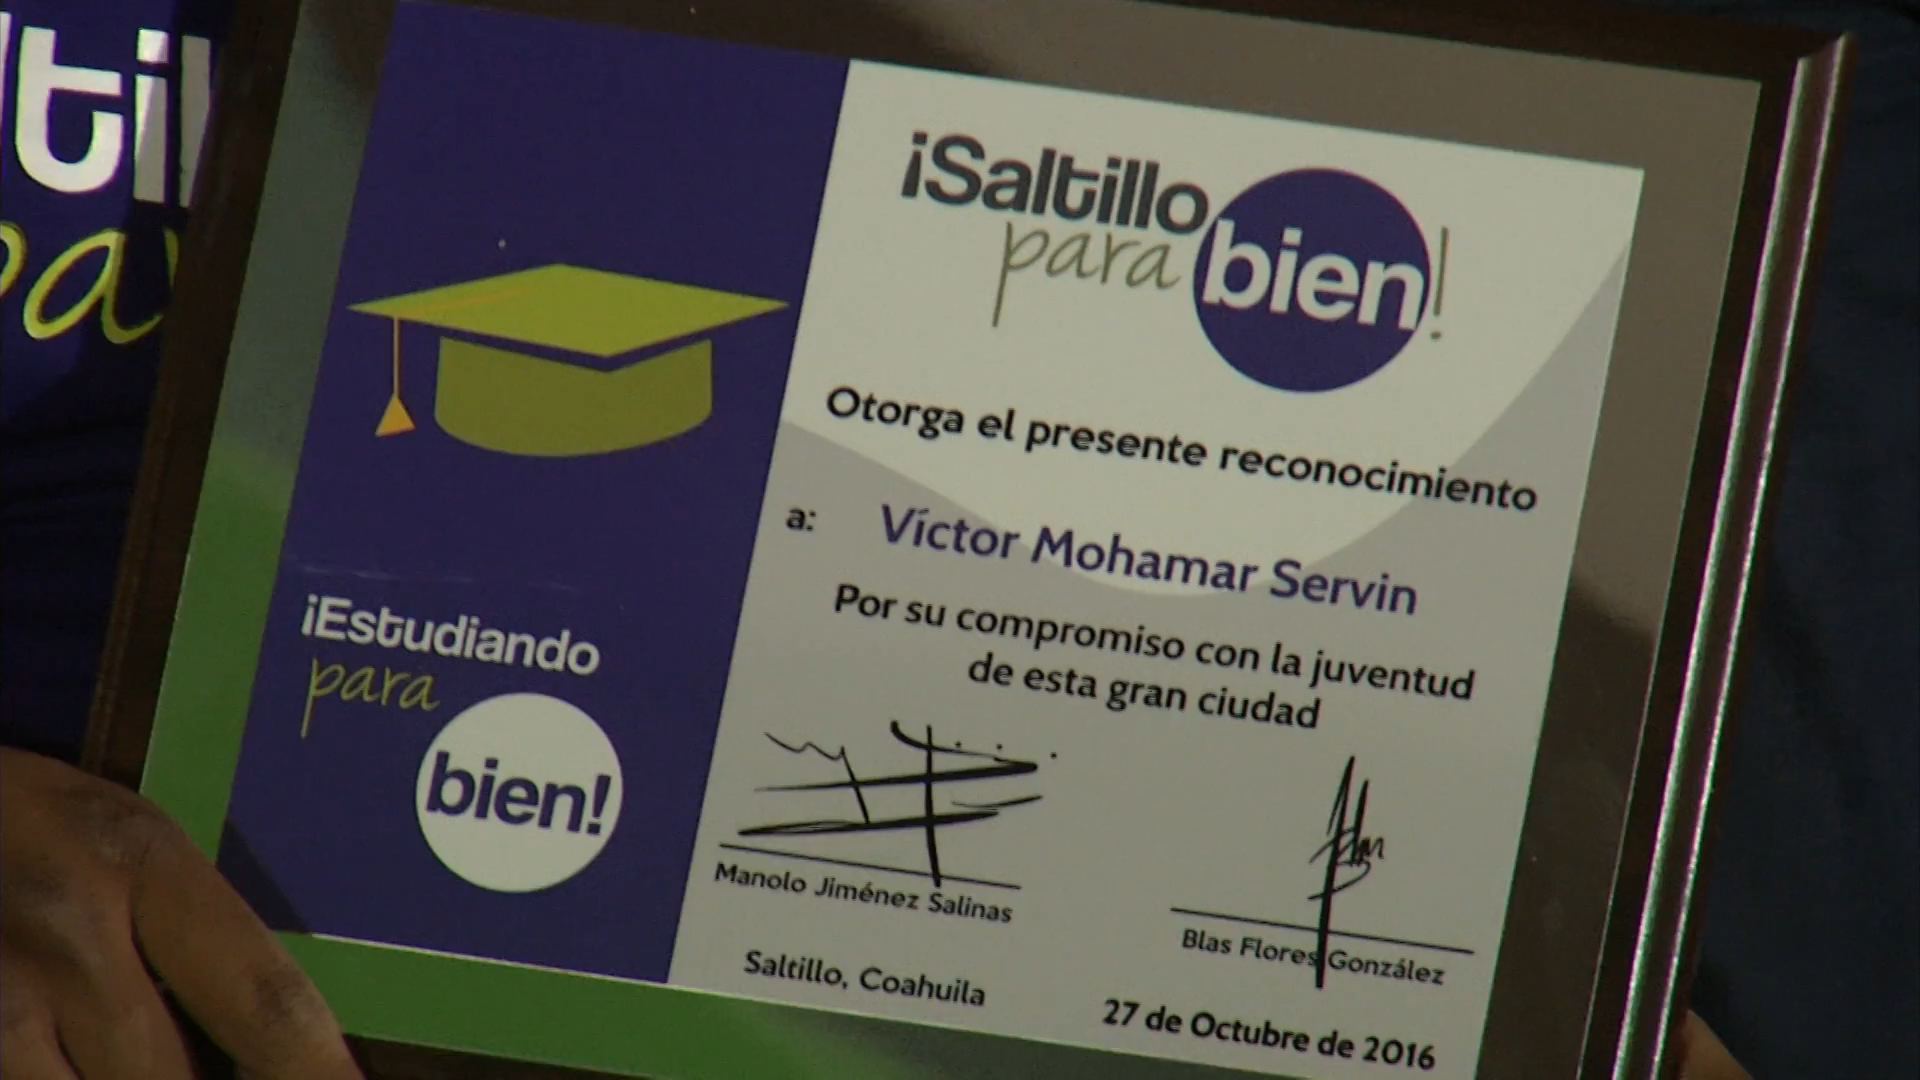 ¡Saltillo
para bien!
Otorga el presente reconocimiento
a: Víctor Mohamar Servin
Por su compromiso con la juventud
de esta gran ciudad
Manolo Jiménez Salinas
Blas Flores González
Saltillo, Coahuila
27 de Octubre de 2016
¡Estudiando
para
bien!